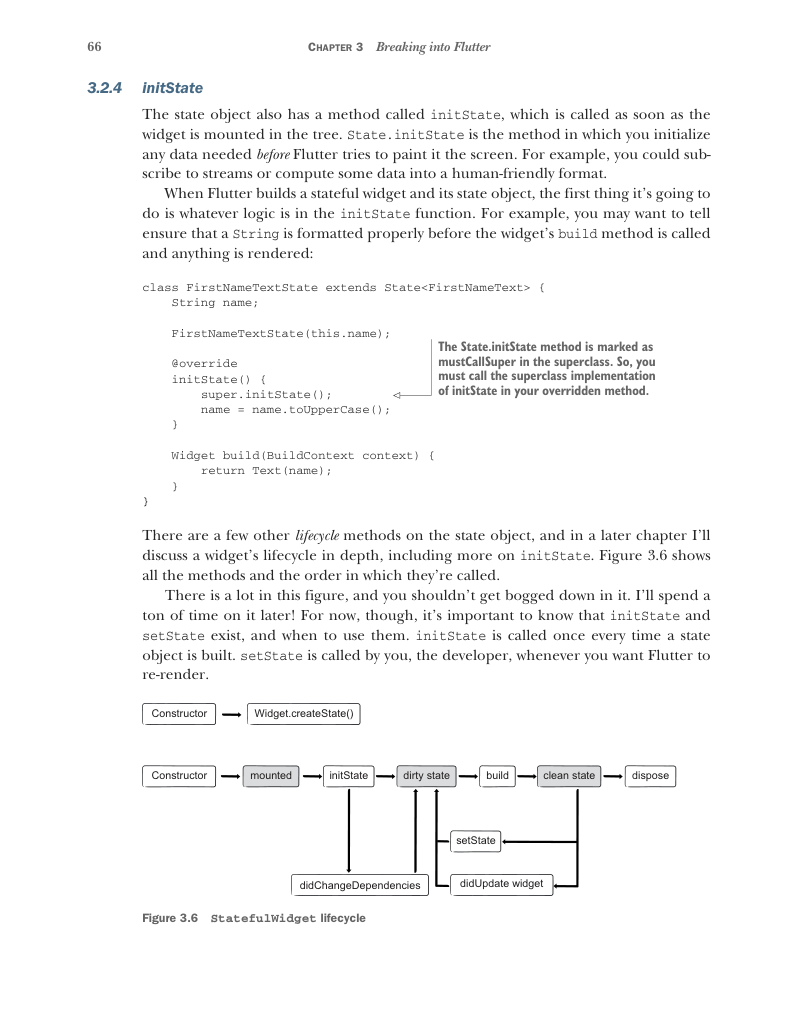 66
CHAPTER 3 Breaking into Flutter
3.2.4 initState
The state object also has a method called initState, which is called as soon as the
widget is mounted in the tree. State.initState is the method in which you initialize
any data needed before Flutter tries to paint it the screen. For example, you could sub-
scribe to streams or compute some data into a human-friendly format.
When Flutter builds a stateful widget and its state object, the first thing it's going to
do is whatever logic is in the initState function. For example, you may want to tell
ensure that a String is formatted properly before the widget's build method is called
and anything is rendered:
class FirstNameTextState extends State<FirstNameText> {
String name;
FirstNameTextState(this.name);
@override
initState() {
super.initState();
name = name.toUpperCase();
}
The State.initState method is marked as
mustCallSuper in the superclass. So, you
must call the superclass implementation
of initState in your overridden method.
Widget build(BuildContext context) {
return Text(name);
}
}
There are a few other lifecycle methods on the state object, and in a later chapter I'll
discuss a widget's lifecycle in depth, including more on initState. Figure 3.6 shows
all the methods and the order in which they're called.
There is a lot in this figure, and you shouldn't get bogged down in it. I'll spend a
ton of time on it later! For now, though, it's important to know that initState and
setState exist, and when to use them. initState is called once every time a state
object is built. setState is called by you, the developer, whenever you want Flutter to
re-render.
Constructor Widget.createState()
Constructor mounted initState dirty state build clean state dispose
setState
didChangeDependencies didUpdate widget
Figure 3.6 StatefulWidget lifecycle